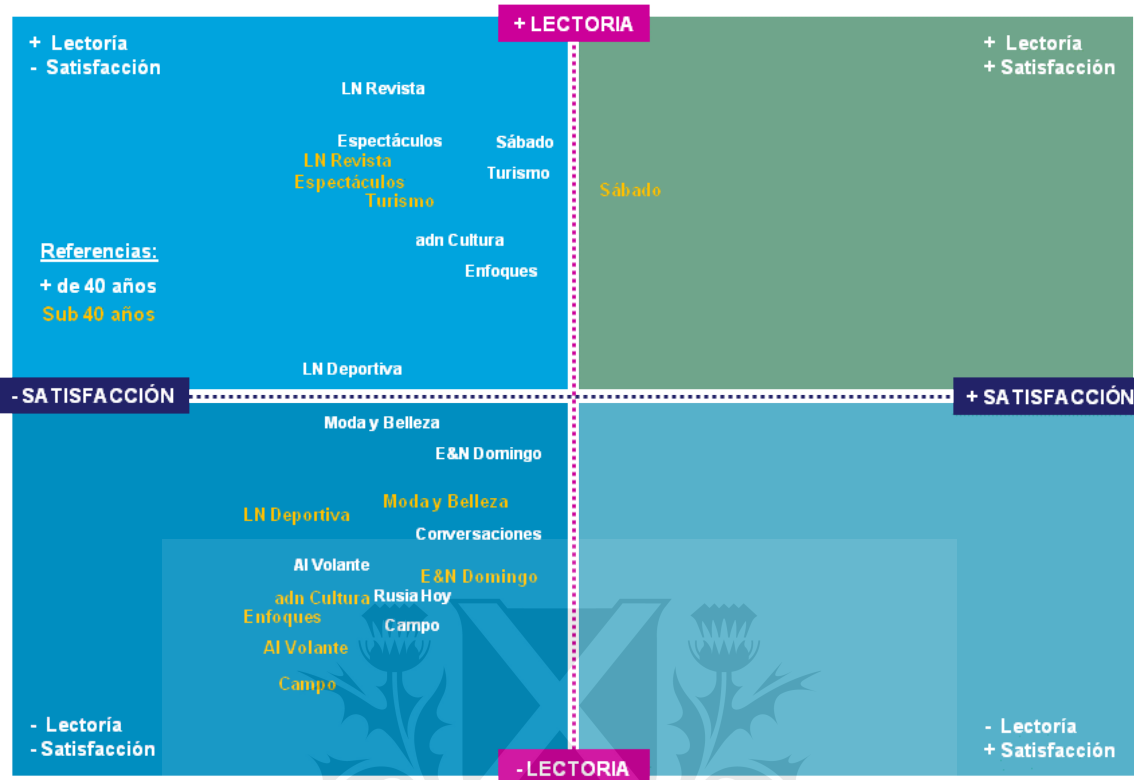 + LECTORIA
+ Lectoría
- Satisfacción
+ Lectoría
+ Satisfacción
LN Revista
Espectáculos
Sábado
LN Revista
Turismo
Espectáculos
Sábado
Turismo
adn Cultura
Referencias:
Enfoques
+ de 40 años
Sub 40 años
LN Deportiva
- SATISFACCIÓN
+ SATISFACCIÓN
Moda y Belleza
E&N Domingo
Moda y Belleza
LN Deportiva
Conversaciones
Al Volante
E&N Domingo
adn Cultura
Rusia Hoy
Enfoques
Campo
Al Volante
Campo
- Lectoría
- Satisfacción
- Lectoría
+ Satisfacción
- LECTORIA